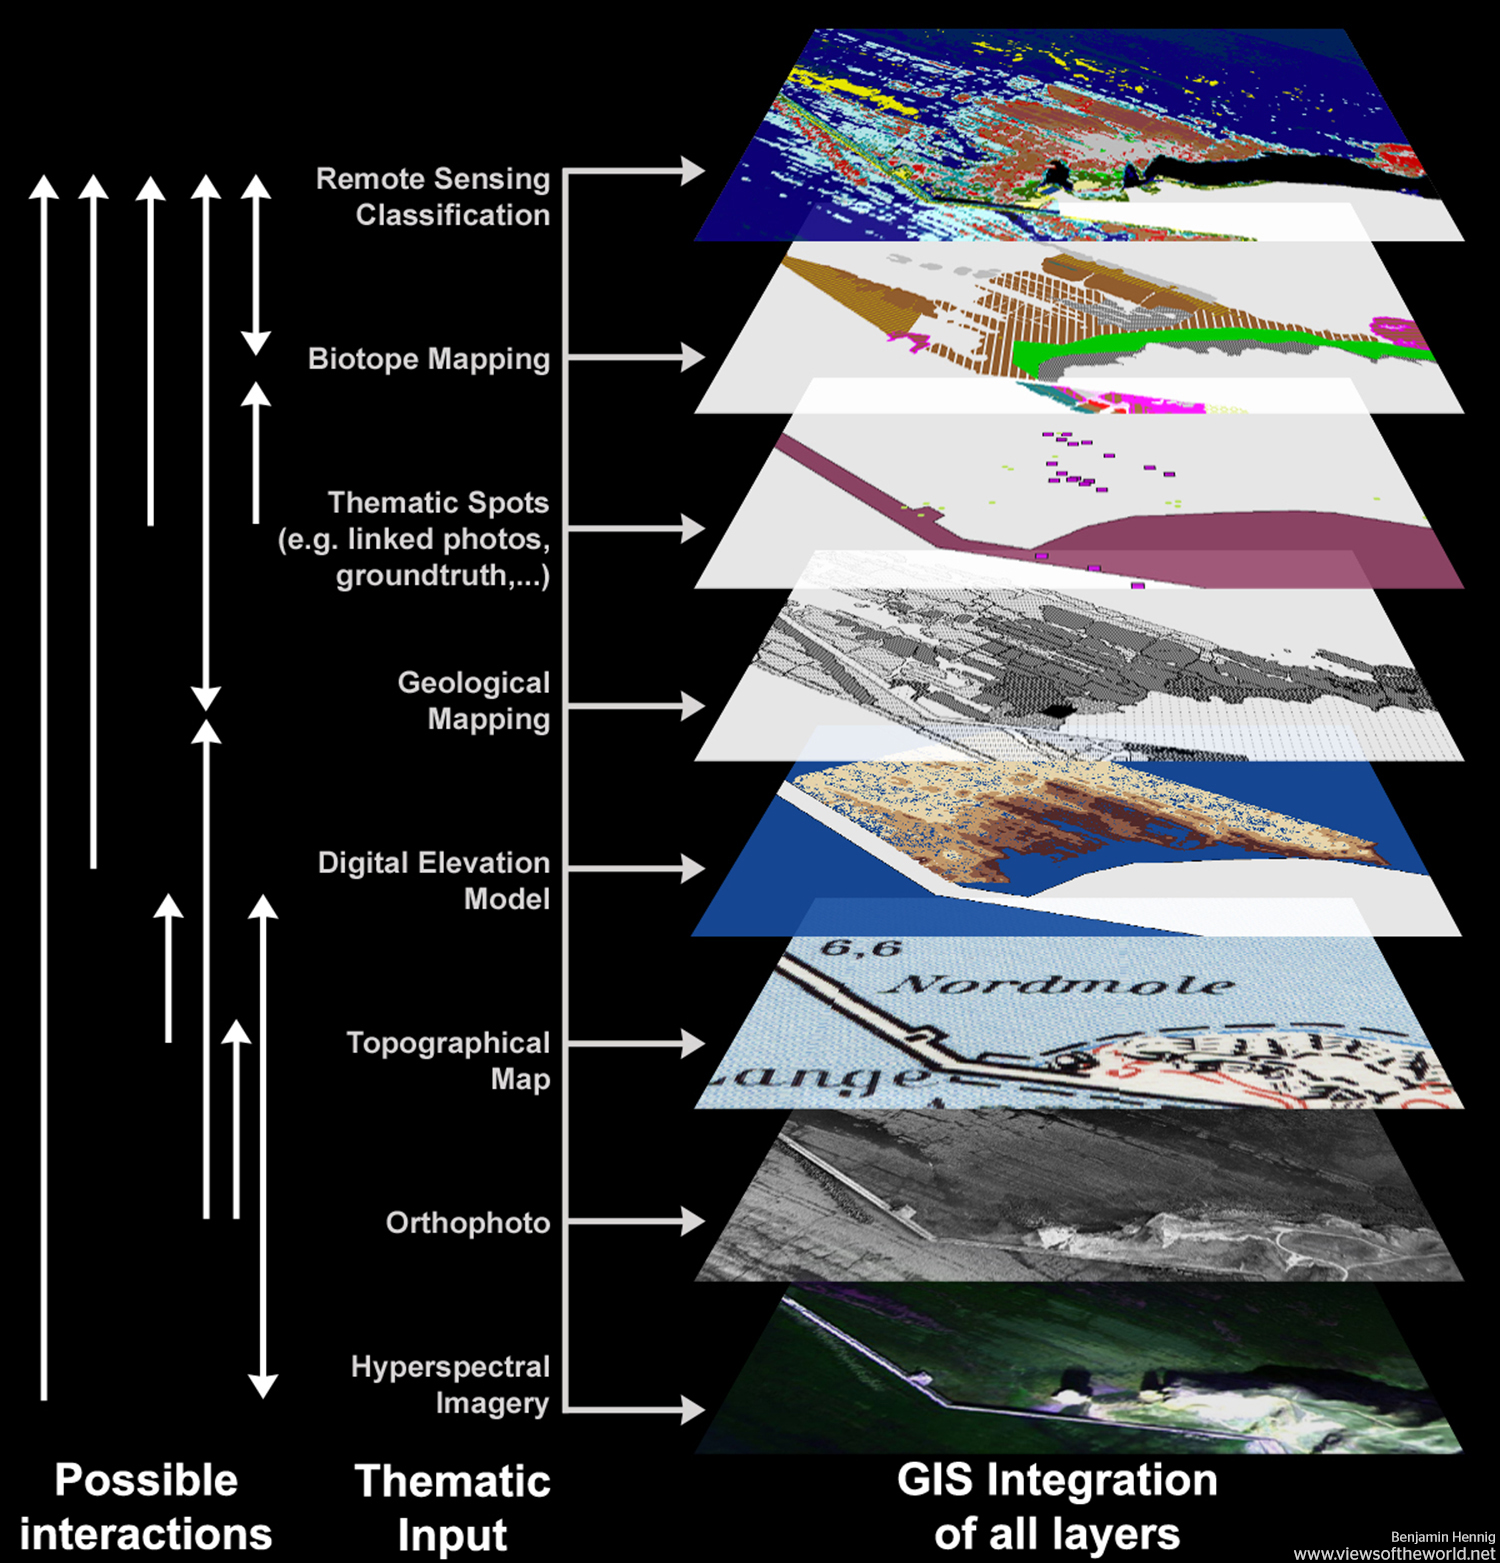 Remote Sensing
Classification
Biotope Mapping
Thematic Spots
(e.g. linked photos,
groundtruth,...)
Geological
Mapping
Digital Elevation
Model
6,6
Nordmole
Topographical
Map
Lange
Orthophoto
Hyperspectral
Imagery
Possible
interactions
Thematic
Input
GIS Integration
of all layers
Benjamin Hennig
www.viewsoftheworld.net